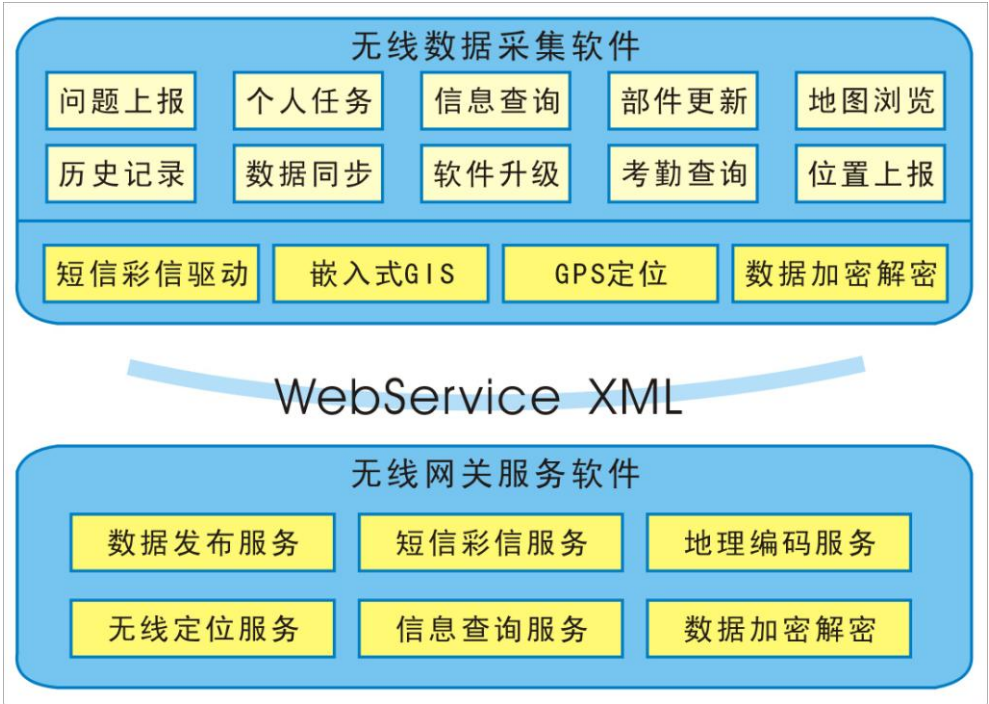 无线数据采集软件
问题上报 个人任务 信息查询 部件更新 地图浏览
历史记录 数据同步 软件升级 考勤查询 位置上报
短信彩信驱动 嵌入式GIS GPS定位 数据加密解密
WebService XML
无线网关服务软件
数据发布服务 短信彩信服务 地理编码服务
无线定位服务 信息查询服务 数据加密解密